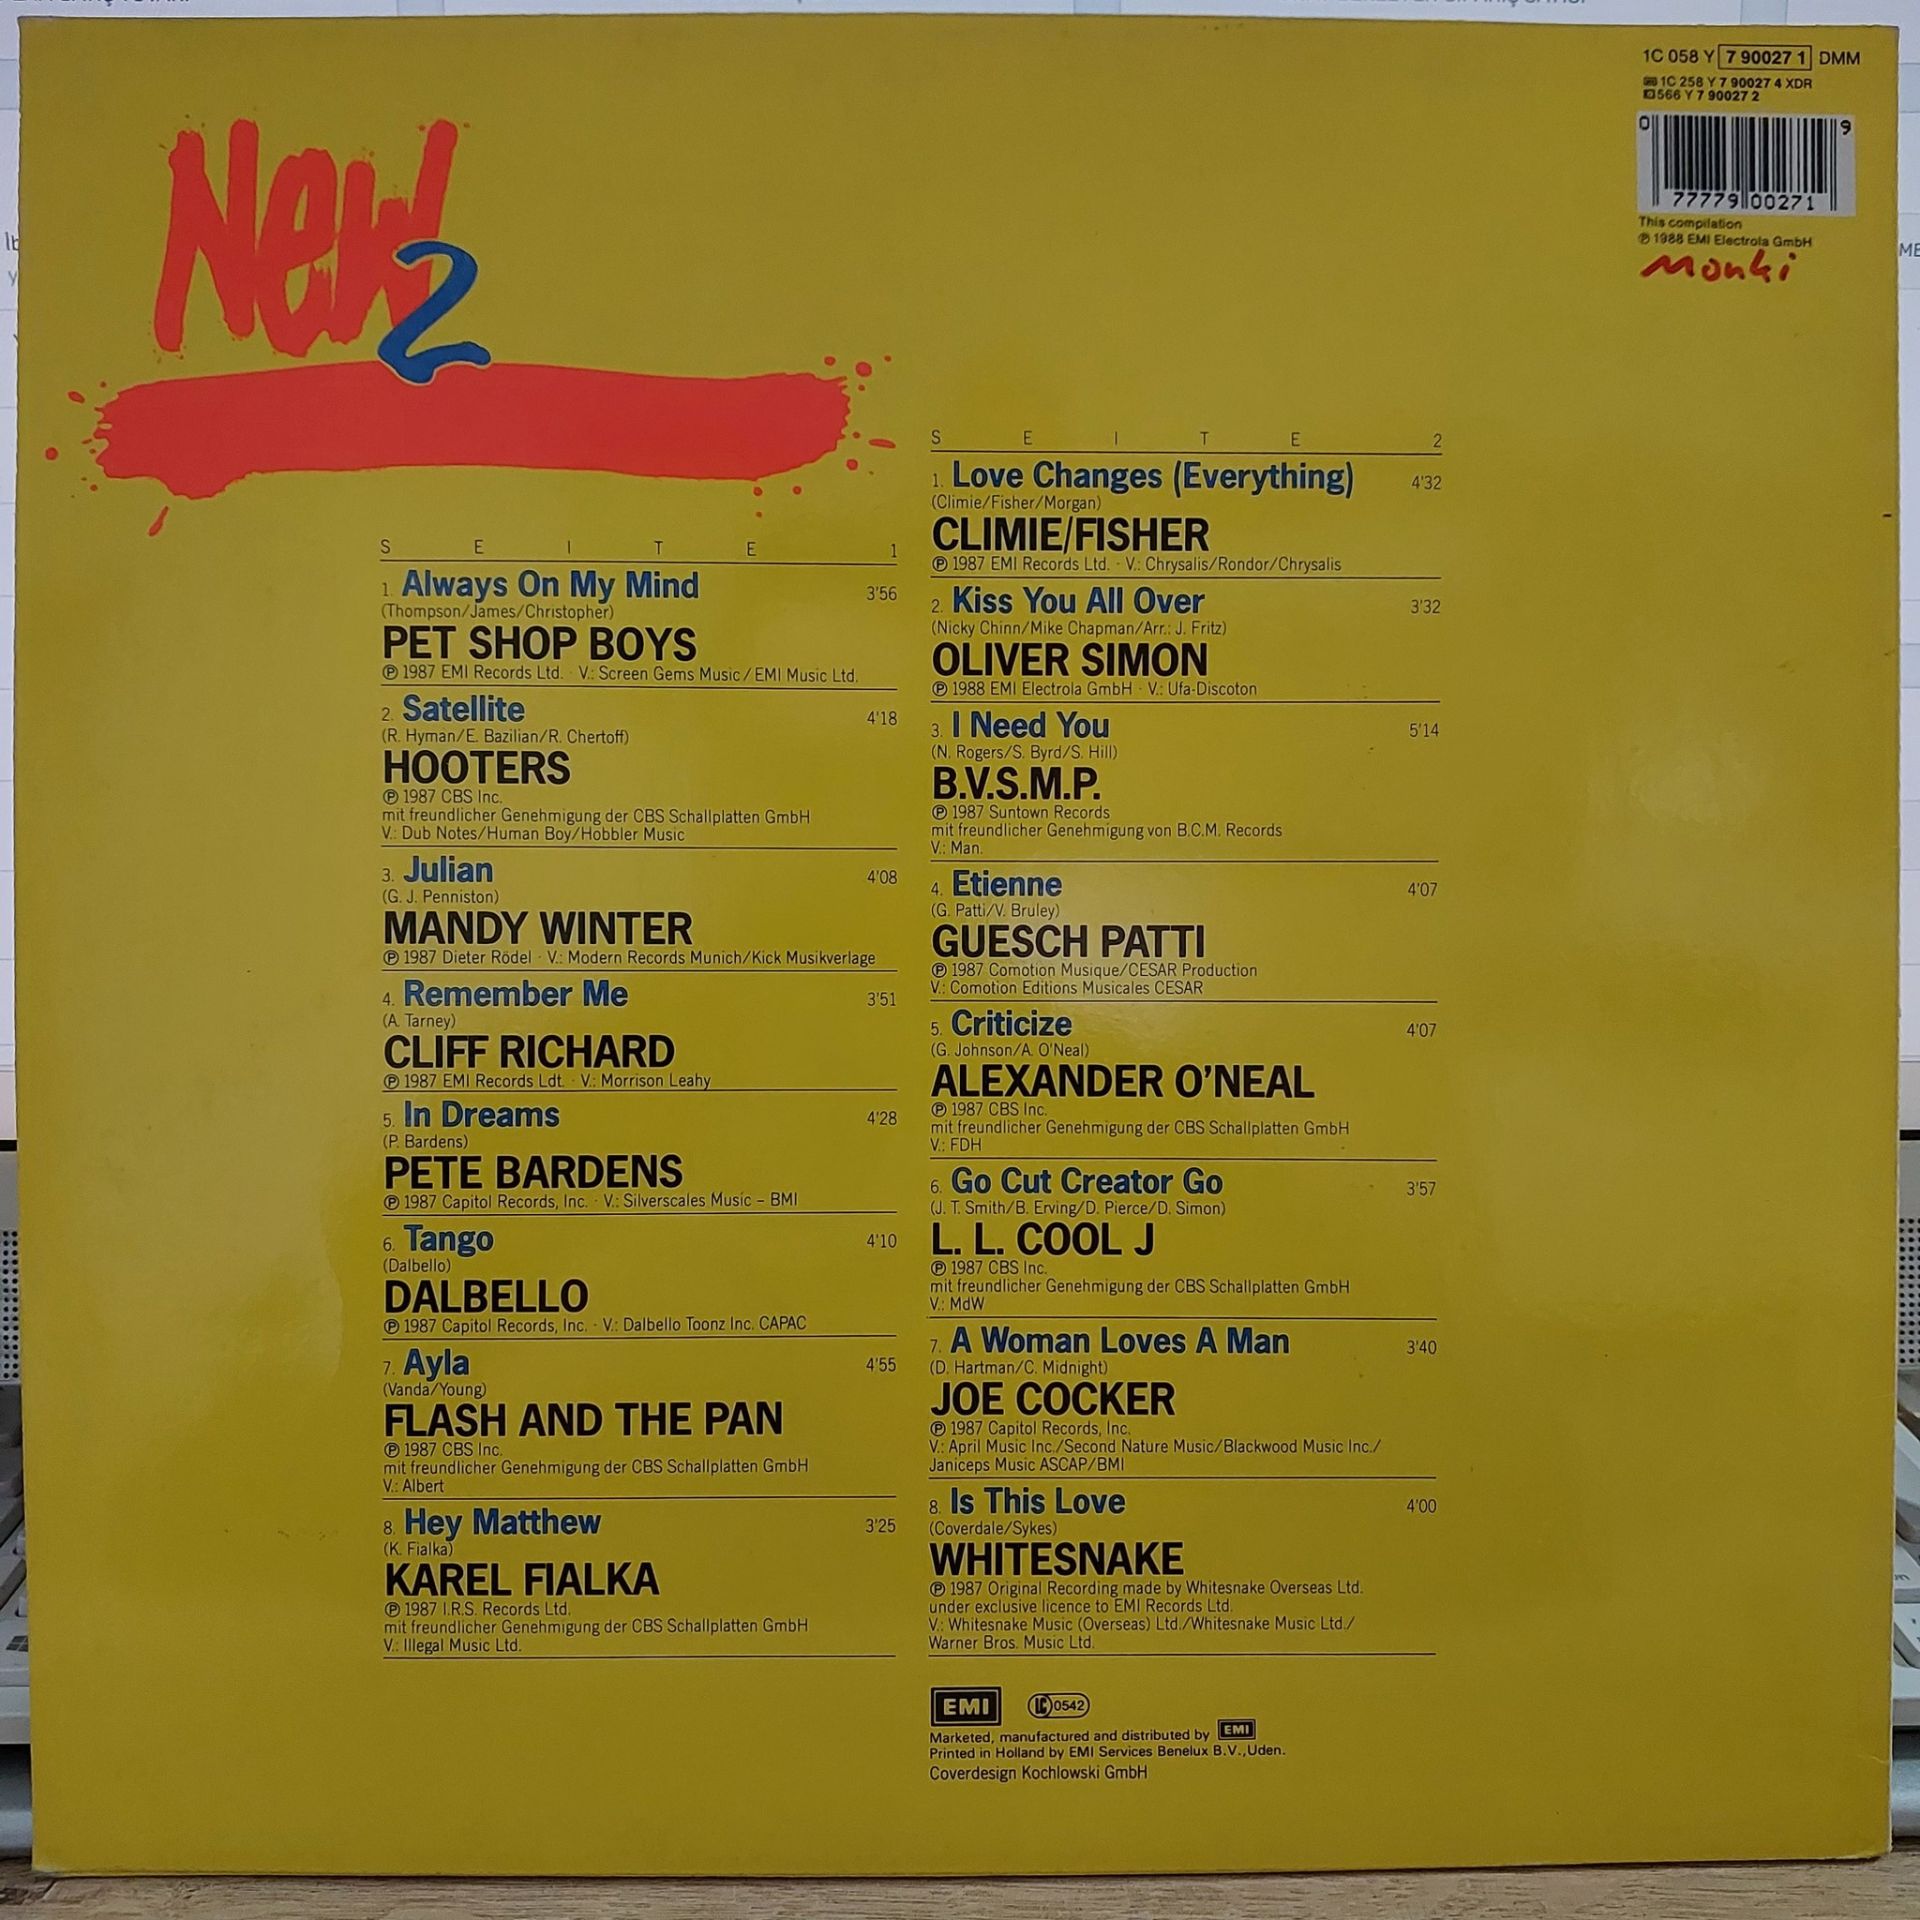 1C 058 Y 7 90027 1 DMM
1C 258 Y 7 90027 4 XDR
566 Y 7 90027 2
0 77779 00271 9
This compilation
℗ 1988 EMI Electrola GmbH
Monki
New
2
SEITE 1
1. Always On My Mind 3'56
(Thompson/James/Christopher)
PET SHOP BOYS
℗ 1987 EMI Records Ltd. · V.: Screen Gems Music / EMI Music Ltd.
2. Satellite 4'18
(R. Hyman/E. Bazilian/R. Chertoff)
HOOTERS
℗ 1987 CBS Inc.
mit freundlicher Genehmigung der CBS Schallplatten GmbH
V.: Dub Notes/Human Boy/Hobbler Music
3. Julian 4'08
(G. J. Penniston)
MANDY WINTER
℗ 1987 Dieter Rödel · V.: Modern Records Munich/Kick Musikverlage
4. Remember Me 3'51
(A. Tarney)
CLIFF RICHARD
℗ 1987 EMI Records Ldt. · V.: Morrison Leahy
5. In Dreams 4'28
(P. Bardens)
PETE BARDENS
℗ 1987 Capitol Records, Inc. · V.: Silverscales Music – BMI
6. Tango 4'10
(Dalbello)
DALBELLO
℗ 1987 Capitol Records, Inc. · V.: Dalbello Toonz Inc. CAPAC
7. Ayla 4'55
(Vanda/Young)
FLASH AND THE PAN
℗ 1987 CBS Inc.
mit freundlicher Genehmigung der CBS Schallplatten GmbH
V.: Albert
8. Hey Matthew 3'25
(K. Fialka)
KAREL FIALKA
℗ 1987 I.R.S. Records Ltd.
mit freundlicher Genehmigung der CBS Schallplatten GmbH
V.: Illegal Music Ltd.
SEITE 2
1. Love Changes (Everything) 4'32
(Climie/Fisher/Morgan)
CLIMIE/FISHER
℗ 1987 EMI Records Ltd. · V.: Chrysalis/Rondor/Chrysalis
2. Kiss You All Over 3'32
(Nicky Chinn/Mike Chapman/Arr.: J. Fritz)
OLIVER SIMON
℗ 1988 EMI Electrola GmbH · V.: Ufa-Discoton
3. I Need You 5'14
(N. Rogers/S. Byrd/S. Hill)
B.V.S.M.P.
℗ 1987 Suntown Records
mit freundlicher Genehmigung von B.C.M. Records
V.: Man.
4. Etienne 4'07
(G. Patti/V. Bruley)
GUESCH PATTI
℗ 1987 Comotion Musique/CESAR Production
V.: Comotion Editions Musicales CESAR
5. Criticize 4'07
(G. Johnson/A. O'Neal)
ALEXANDER O'NEAL
℗ 1987 CBS Inc.
mit freundlicher Genehmigung der CBS Schallplatten GmbH
V.: FDH
6. Go Cut Creator Go 3'57
(J. T. Smith/B. Erving/D. Pierce/D. Simon)
L. L. COOL J
℗ 1987 CBS Inc.
mit freundlicher Genehmigung der CBS Schallplatten GmbH
V.: MdW
7. A Woman Loves A Man 3'40
(D. Hartman/C. Midnight)
JOE COCKER
℗ 1987 Capitol Records, Inc.
V.: April Music Inc./Second Nature Music/Blackwood Music Inc./
Janiceps Music ASCAP/BMI
8. Is This Love 4'00
(Coverdale/Sykes)
WHITESNAKE
℗ 1987 Original Recording made by Whitesnake Overseas Ltd.
under exclusive licence to EMI Records Ltd.
V.: Whitesnake Music (Overseas) Ltd./Whitesnake Music Ltd./
Warner Bros. Music Ltd.
EMI LC 0542
Marketed, manufactured and distributed by EMI
Printed in Holland by EMI Services Benelux B.V., Uden.
Coverdesign Kochlowski GmbH